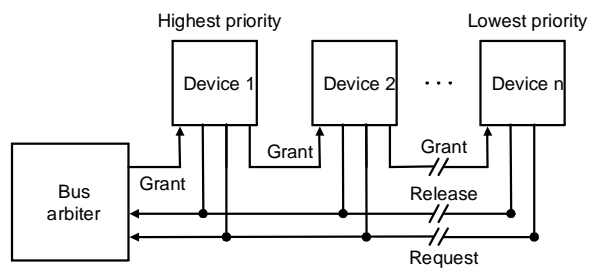 Highest priority
Lowest priority
Device 1
Device 2
...
Device n
Grant
Grant
Grant
Bus
arbiter
Release
Request